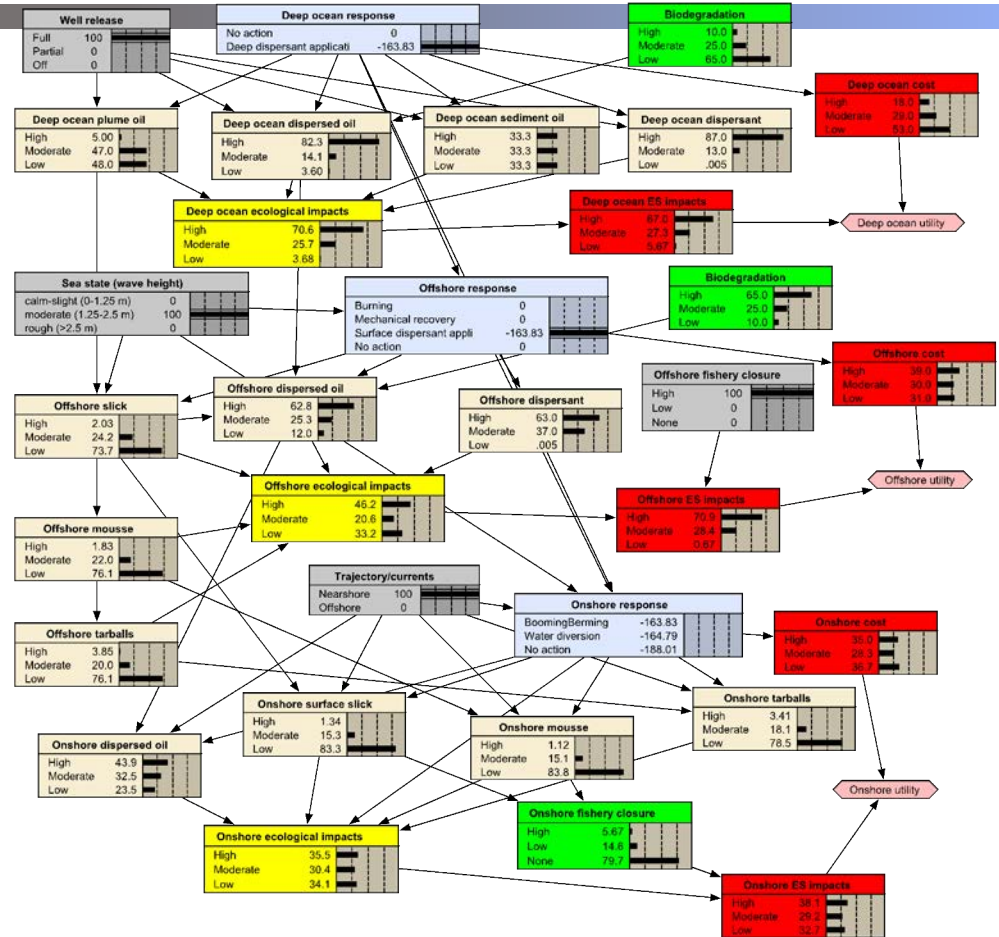 Well release
Full 100
Partial 0
Off 0
Deep ocean response
No action 0
Deep dispersant applicati -163.83
Biodegradation
High 10.0
Moderate 25.0
Low 65.0
Deep ocean cost
High 18.0
Moderate 29.0
Low 53.0
Deep ocean plume oil
High 5.00
Moderate 47.0
Low 48.0
Deep ocean dispersed oil
High 82.3
Moderate 14.1
Low 3.60
Deep ocean sediment oil
High 33.3
Moderate 33.3
Low 33.3
Deep ocean dispersant
High 87.0
Moderate 13.0
Low .005
Deep ocean ecological impacts
High 70.6
Moderate 25.7
Low 3.68
Deep ocean ES impacts
High 67.0
Moderate 27.3
Low 5.67
Deep ocean utility
Sea state (wave height)
calm-slight (0-1.25 m) 0
moderate (1.25-2.5 m) 100
rough (>2.5 m) 0
Offshore response
Burning 0
Mechanical recovery 0
Surface dispersant appli -163.83
No action 0
Biodegradation
High 65.0
Moderate 25.0
Low 10.0
Offshore cost
High 39.0
Moderate 30.0
Low 31.0
Offshore slick
High 2.03
Moderate 24.2
Low 73.7
Offshore dispersed oil
High 62.8
Moderate 25.3
Low 12.0
Offshore dispersant
High 63.0
Moderate 37.0
Low .005
Offshore fishery closure
High 100
Low 0
None 0
Offshore ecological impacts
High 46.2
Moderate 20.6
Low 33.2
Offshore ES impacts
High 70.9
Moderate 28.4
Low 0.67
Offshore utility
Offshore mousse
High 1.83
Moderate 22.0
Low 76.1
Trajectory/currents
Nearshore 100
Offshore 0
Onshore response
BoomingBerming -163.83
Water diversion -164.79
No action -188.01
Onshore cost
High 35.0
Moderate 28.3
Low 36.7
Offshore tarballs
High 3.85
Moderate 20.0
Low 76.1
Onshore surface slick
High 1.34
Moderate 15.3
Low 83.3
Onshore mousse
High 1.12
Moderate 15.1
Low 83.8
Onshore tarballs
High 3.41
Moderate 18.1
Low 78.5
Onshore dispersed oil
High 43.9
Moderate 32.5
Low 23.5
Onshore utility
Onshore ecological impacts
High 35.5
Moderate 30.4
Low 34.1
Onshore fishery closure
High 5.67
Low 14.6
None 79.7
Onshore ES impacts
High 38.1
Moderate 29.2
Low 32.7